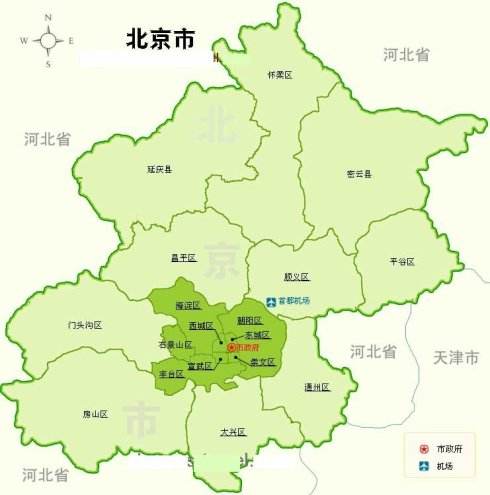 N
W
E
S
北京市
河北省
怀柔区
北
河北省
延庆县
密云县
昌平区
京
顺义区
平谷区
首都机场
海淀区
朝阳区
西城区
东城区
门头沟区
石景山区
市政府
河北省
天津市
宣武区
崇文区
丰台区
通州区
房山区
市
大兴区
市政府
机场
河北省